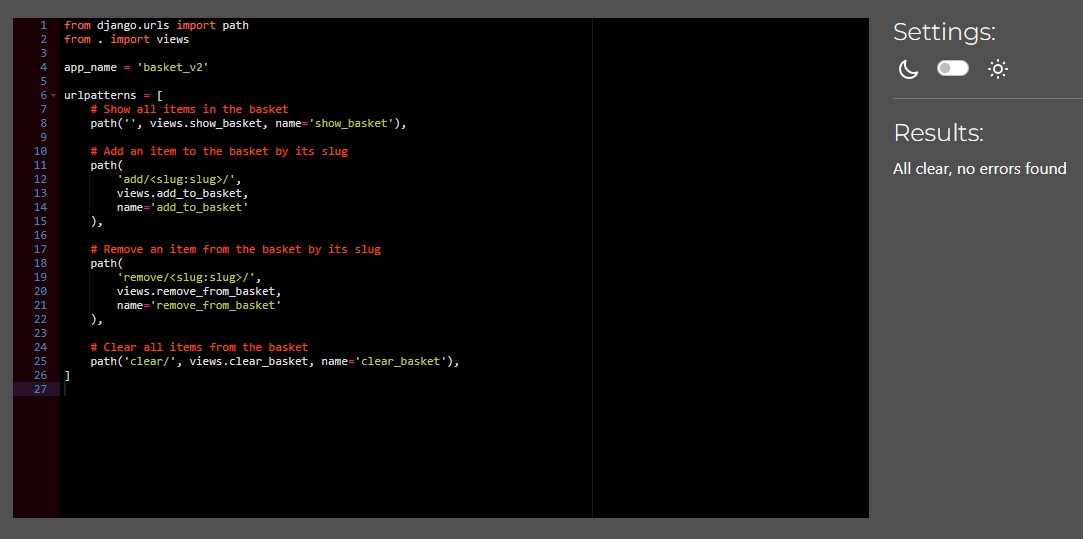 1 from django.urls import path
2 from . import views
3
4 app_name = 'basket_v2'
5
6 urlpatterns = [
7     # Show all items in the basket
8     path('', views.show_basket, name='show_basket'),
9
10     # Add an item to the basket by its slug
11     path(
12         'add/<slug:slug>/',
13         views.add_to_basket,
14         name='add_to_basket'
15     ),
16
17     # Remove an item from the basket by its slug
18     path(
19         'remove/<slug:slug>/',
20         views.remove_from_basket,
21         name='remove_from_basket'
22     ),
23
24     # Clear all items from the basket
25     path('clear/', views.clear_basket, name='clear_basket'),
26 ]
27
Settings:
Results:
All clear, no errors found